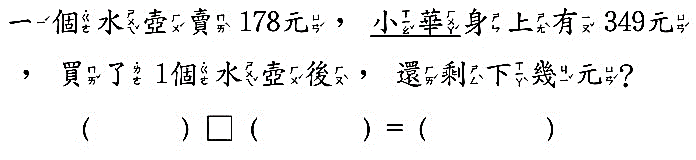 一個水壺賣178元，小華身上有349元
，買了1個水壺後，還剩下幾元?
(　　　)□(　　　)=(　　　)